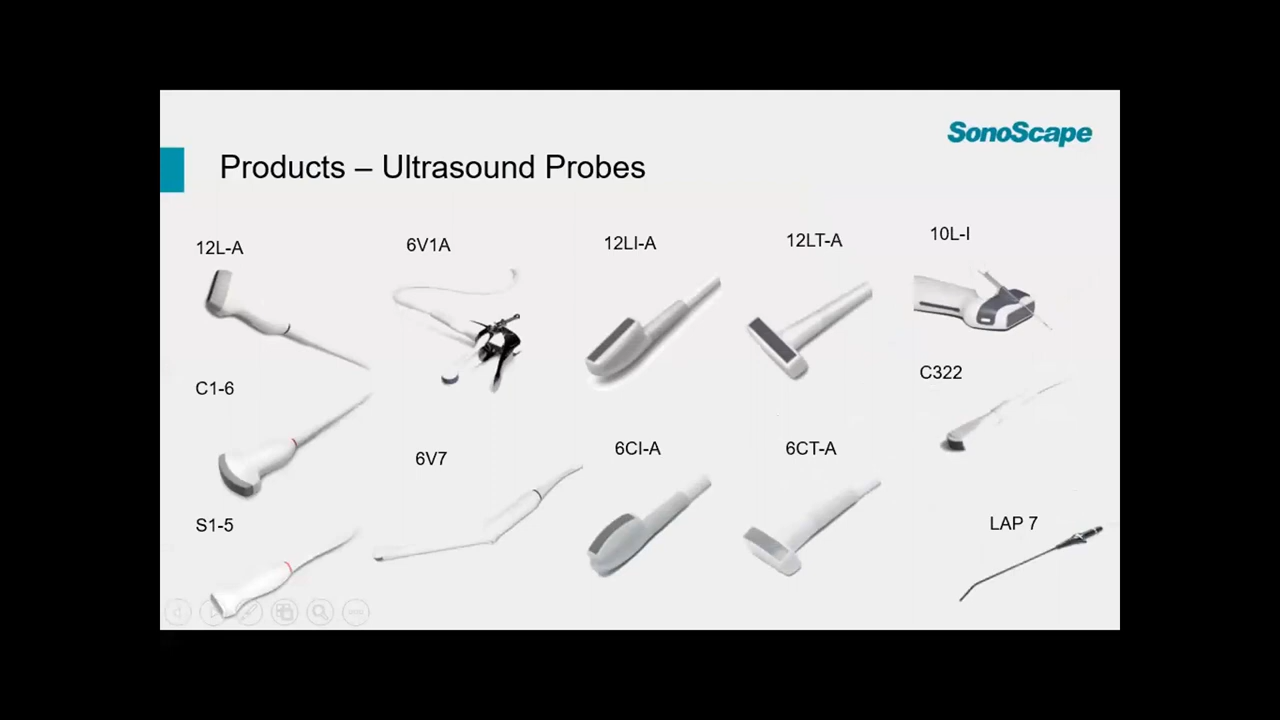 SonoScape
Products – Ultrasound Probes
12L-A
6V1A
12LI-A
12LT-A
10L-I
C1-6
C322
6V7
6CI-A
6CT-A
S1-5
LAP 7